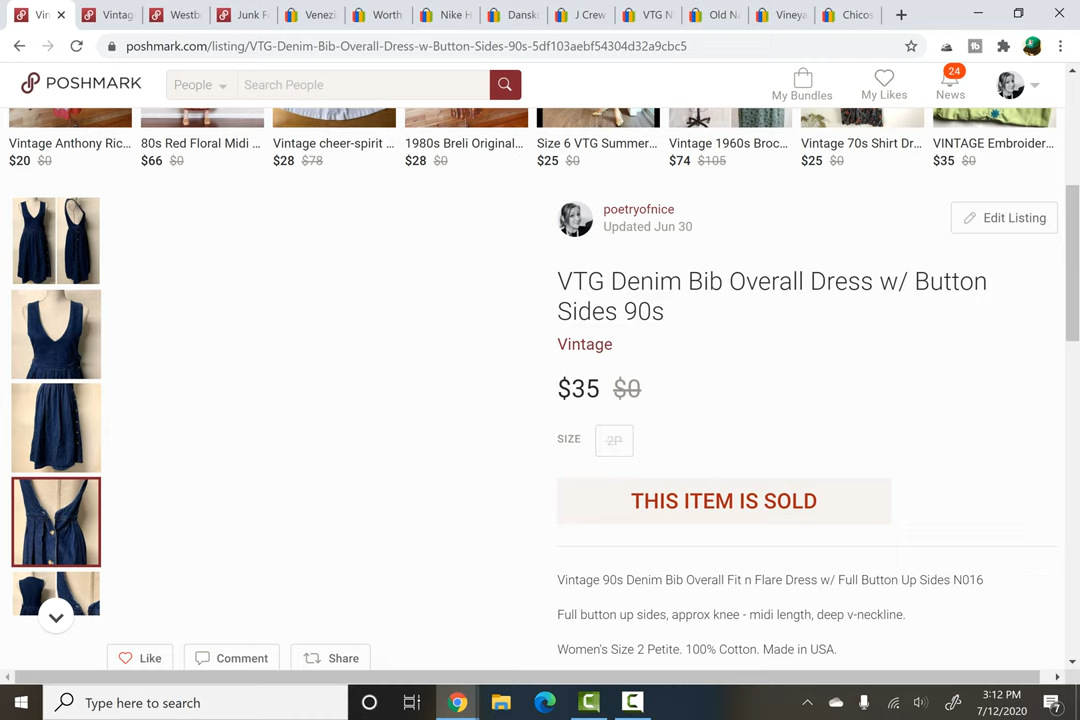 Vin
Vintag
Westb
Junk F
Venezi
Worth
Nike H
Dansko
J Crew
VTG N
Old N
Vineya
Chicos
poshmark.com/listing/VTG-Denim-Bib-Overall-Dress-w-Button-Sides-90s-5df103aebf54304d32a9cbc5
POSHMARK
People
Search People
My Bundles
My Likes
24
News
Vintage Anthony Ric...
80s Red Floral Midi ...
Vintage cheer-spirit ...
1980s Breli Original...
Size 6 VTG Summer...
Vintage 1960s Broc...
Vintage 70s Shirt Dr...
VINTAGE Embroider...
$20 $0
$66 $0
$28 $78
$28 $0
$25 $0
$74 $105
$25 $0
$35 $0
poetryofnice
Updated Jun 30
Edit Listing
VTG Denim Bib Overall Dress w/ Button
Sides 90s
Vintage
$35 $0
SIZE
2P
THIS ITEM IS SOLD
Vintage 90s Denim Bib Overall Fit n Flare Dress w/ Full Button Up Sides N016
Full button up sides, approx knee - midi length, deep v-neckline.
Women's Size 2 Petite. 100% Cotton. Made in USA.
Like
Comment
Share
Type here to search
3:12 PM
7/12/2020
7